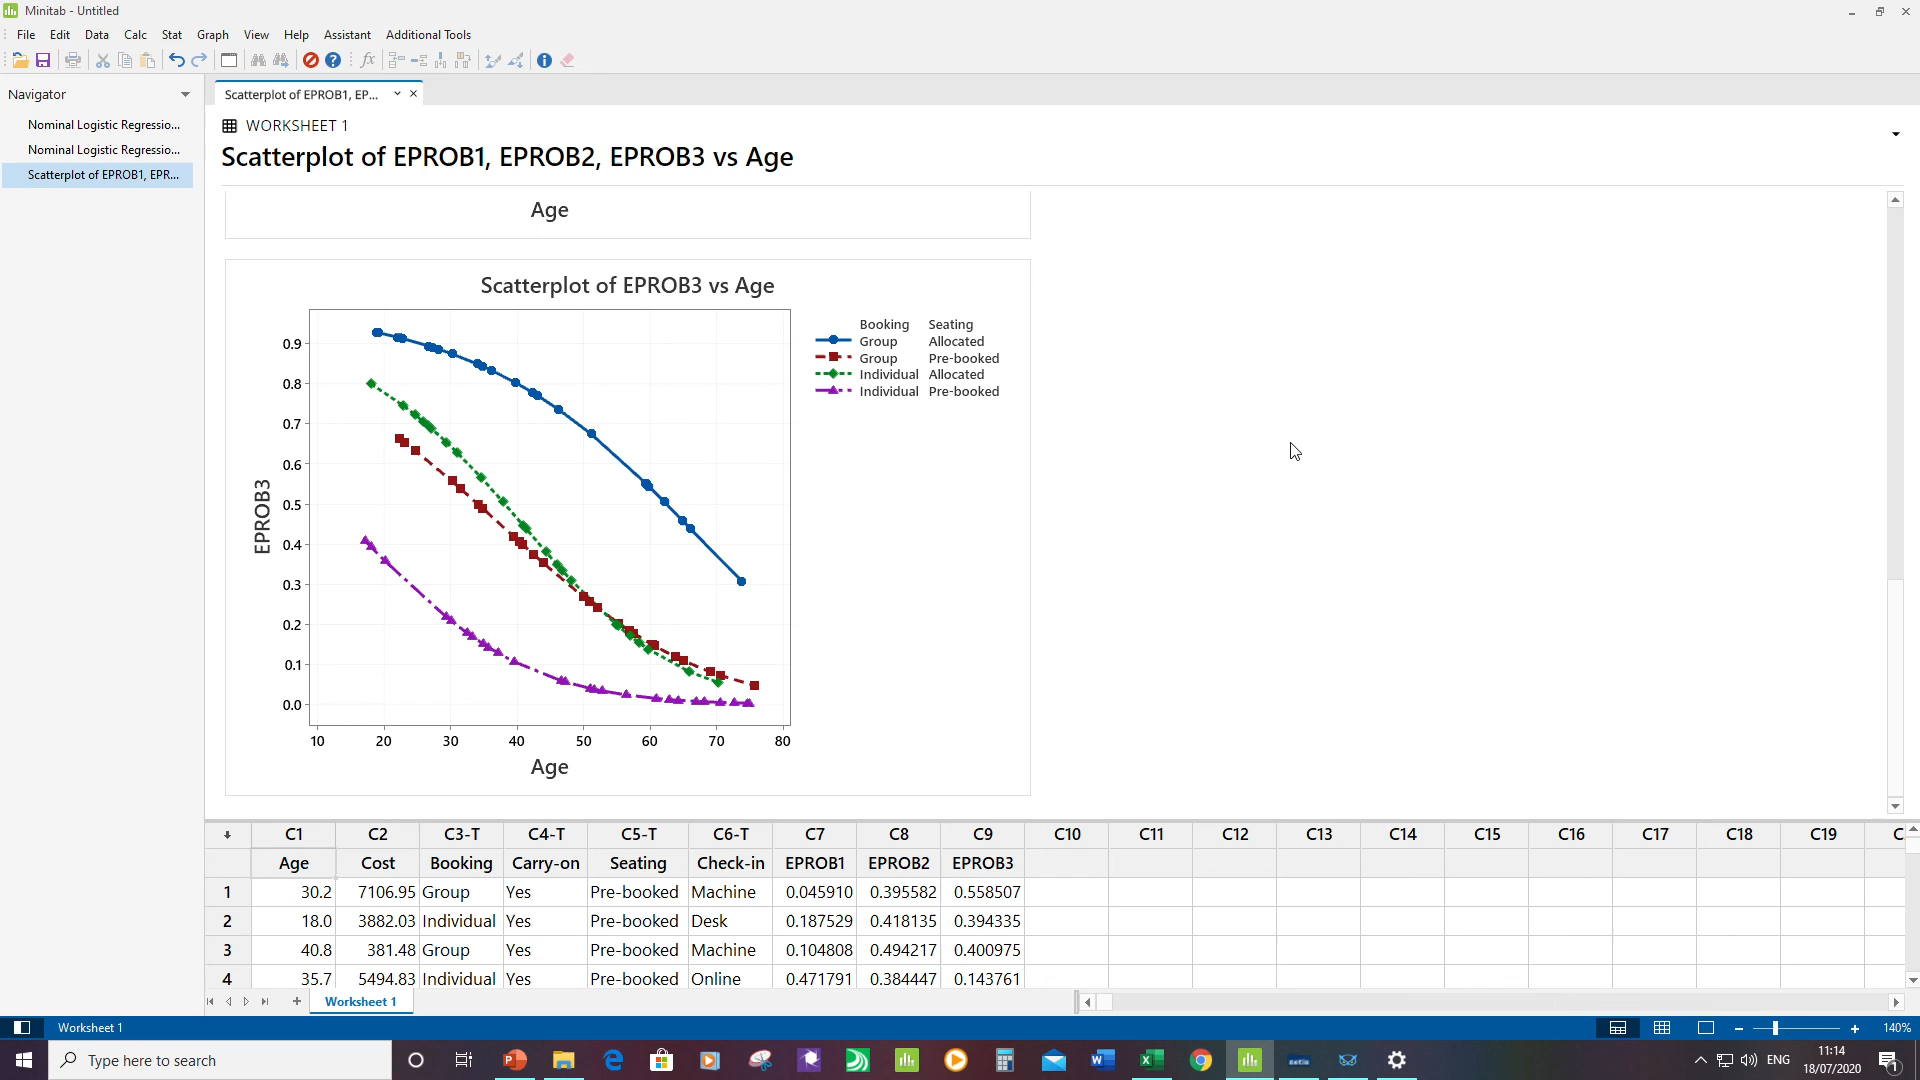 Minitab - Untitled
File Edit Data Calc Stat Graph View Help Assistant Additional Tools
Navigator
Nominal Logistic Regressio...
Nominal Logistic Regressio...
Scatterplot of EPROB1, EPR...
Scatterplot of EPROB1, EP...
WORKSHEET 1
Scatterplot of EPROB1, EPROB2, EPROB3 vs Age
Age
Scatterplot of EPROB3 vs Age
Booking Seating
Group Allocated
Group Pre-booked
Individual Allocated
Individual Pre-booked
EPROB3
0.9
0.8
0.7
0.6
0.5
0.4
0.3
0.2
0.1
0.0
10 20 30 40 50 60 70 80
Age
C1 C2 C3-T C4-T C5-T C6-T C7 C8 C9 C10 C11 C12 C13 C14 C15 C16 C17 C18 C19 C
Age Cost Booking Carry-on Seating Check-in EPROB1 EPROB2 EPROB3
1 30.2 7106.95 Group Yes Pre-booked Machine 0.045910 0.395582 0.558507
2 18.0 3882.03 Individual Yes Pre-booked Desk 0.187529 0.418135 0.394335
3 40.8 381.48 Group Yes Pre-booked Machine 0.104808 0.494217 0.400975
4 35.7 5494.83 Individual Yes Pre-booked Online 0.471791 0.384447 0.143761
Worksheet 1
Worksheet 1
140%
Type here to search
ENG
11:14
18/07/2020